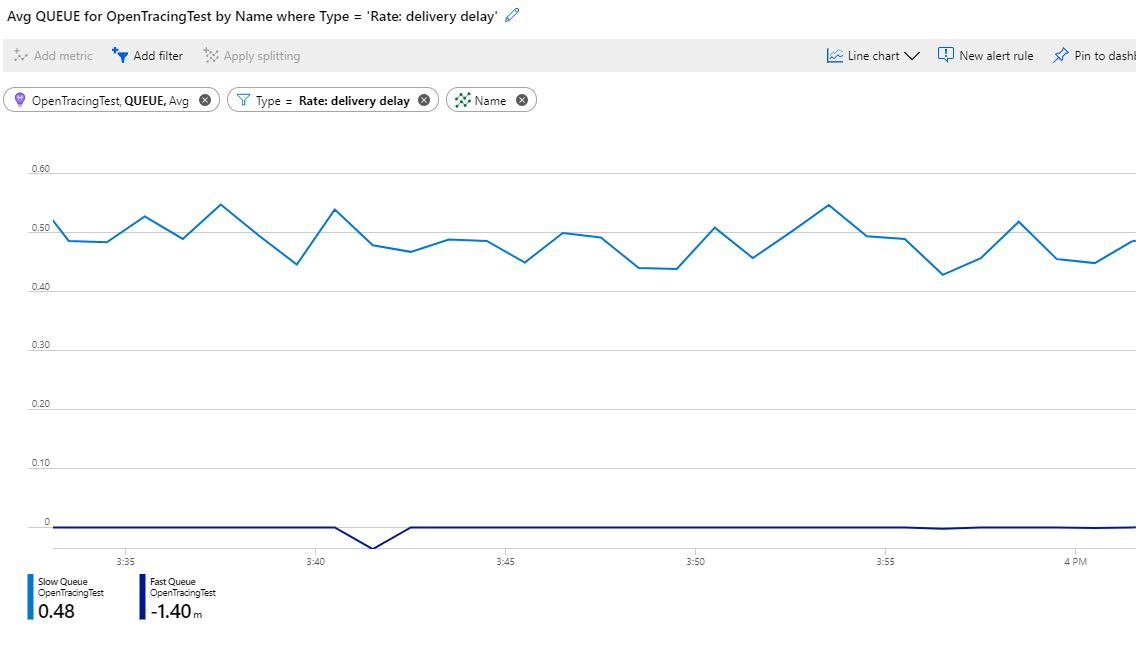 Avg QUEUE for OpenTracingTest by Name where Type = 'Rate: delivery delay'
Add metric Add filter Apply splitting Line chart New alert rule Pin to dashb
OpenTracingTest, QUEUE, Avg Type = Rate: delivery delay Name
0.60
0.50
0.40
0.30
0.20
0.10
0
3:35 3:40 3:45 3:50 3:55 4 PM
Slow Queue
OpenTracingTest
0.48
Fast Queue
OpenTracingTest
-1.40 m